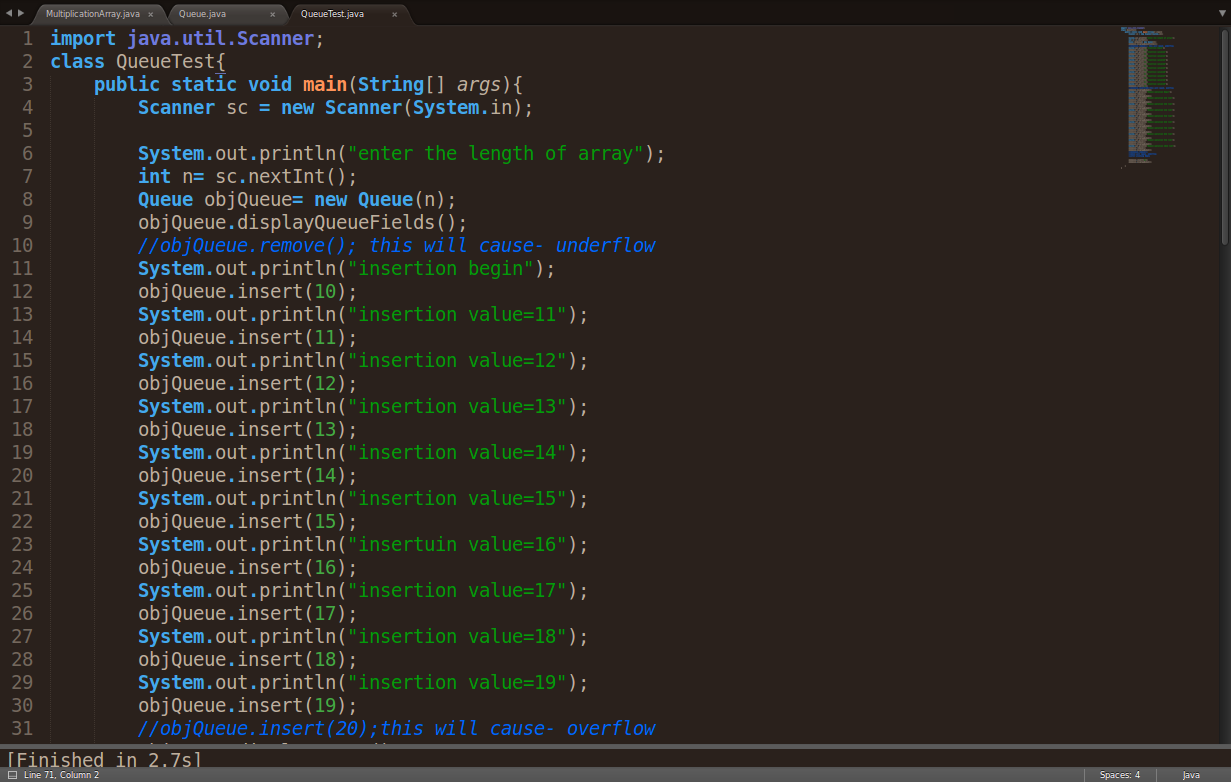 MultiplicationArray.java × Queue.java × QueueTest.java ×
1 import java.util.Scanner;
2 class QueueTest{
3 public static void main(String[] args){
4 Scanner sc = new Scanner(System.in);
5
6 System.out.println("enter the length of array");
7 int n= sc.nextInt();
8 Queue objQueue= new Queue(n);
9 objQueue.displayQueueFields();
10 //objQueue.remove(); this will cause- underflow
11 System.out.println("insertion begin");
12 objQueue.insert(10);
13 System.out.println("insertion value=11");
14 objQueue.insert(11);
15 System.out.println("insertion value=12");
16 objQueue.insert(12);
17 System.out.println("insertion value=13");
18 objQueue.insert(13);
19 System.out.println("insertion value=14");
20 objQueue.insert(14);
21 System.out.println("insertion value=15");
22 objQueue.insert(15);
23 System.out.println("insertuin value=16");
24 objQueue.insert(16);
25 System.out.println("insertion value=17");
26 objQueue.insert(17);
27 System.out.println("insertion value=18");
28 objQueue.insert(18);
29 System.out.println("insertion value=19");
30 objQueue.insert(19);
31 //objQueue.insert(20);this will cause- overflow
[Finished in 2.7s]
Line 71, Column 2 Spaces: 4 Java